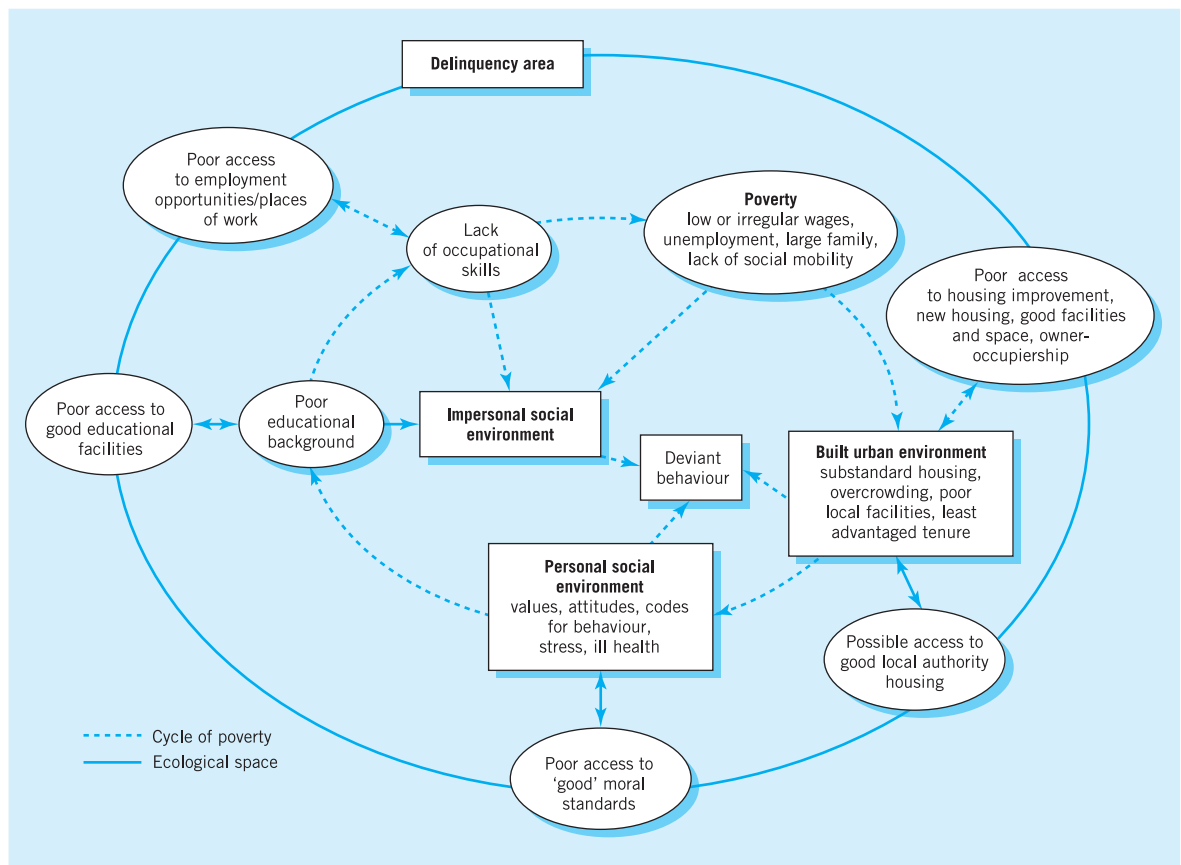 Delinquency area
Poor access
to employment
opportunities/places
of work
Lack
of occupational
skills
Poverty
low or irregular wages,
unemployment, large family,
lack of social mobility
Poor access
to housing improvement,
new housing, good facilities
and space, owner-
occupiership
Poor access to
good educational
facilities
Poor
educational
background
Impersonal social
environment
Deviant
behaviour
Built urban environment
substandard housing,
overcrowding, poor
local facilities, least
advantaged tenure
Personal social
environment
values, attitudes, codes
for behaviour,
stress, ill health
Possible access to
good local authority
housing
Poor access to
‘good’ moral
standards
Cycle of poverty
Ecological space